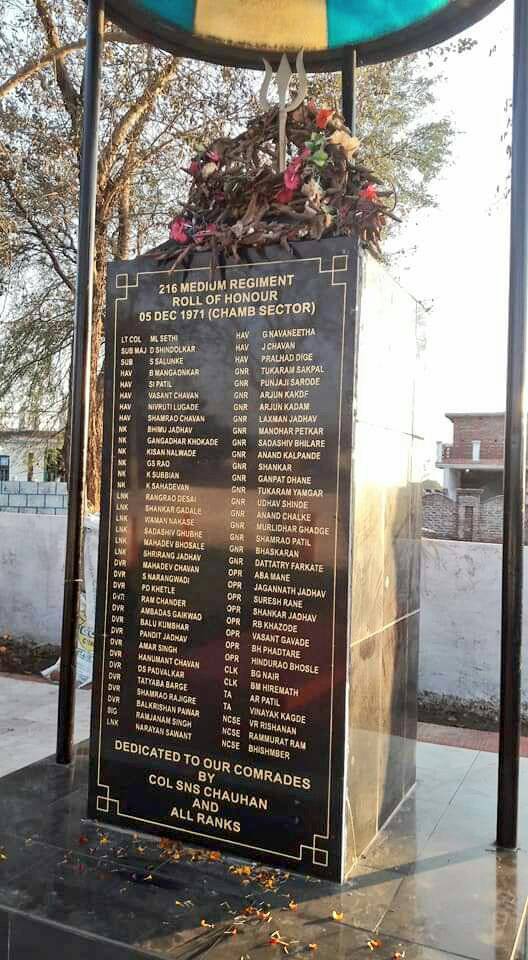 216 MEDIUM REGIMENT
ROLL OF HONOUR
05 DEC 1971 (CHAMB SECTOR)
LT COL ML SETHI
SUB MAJ D SHINDOLKAR
SUB S SALUNKE
HAV B MANGAONKAR
HAV SI PATIL
HAV VASANT CHAVAN
HAV NIVRUTI LUGADE
HAV SHAMRAO CHAVAN
NK BHIMU JADHAV
NK GANGADHAR KHOKADE
NK KISAN NALWADE
NK GS RAO
NK K SUBBIAN
NK K SAHADEVAN
LNK RANGRAO DESAI
LNK SHANKAR GADALE
LNK WAMAN NAKASE
LNK SADASHIV GHUBHE
LNK MAHADEV BHOSALE
LNK SHRIRANG JADHAV
DVR MAHADEV CHAVAN
DVR S NARANGWADI
DVR PD KHETLE
DVR RAM CHANDER
DVR AMBADAS GAIKWAD
DVR BALU KUMBHAR
DVR PANDIT JADHAV
DVR AMAR SINGH
DVR HANUMANT CHAVAN
DVR DS PADVALKAR
DVR TATYABA BARGE
DVR SHAMRAO RAJIGRE
DVR BALKRISHAN PAWAR
SIG RAMJANAM SINGH
LNK NARAYAN SAWANT
HAV G NAVANEETHA
HAV J CHAVAN
HAV PRALHAD DIGE
GNR TUKARAM SAKPAL
GNR PUNJAJI SARODE
GNR ARJUN KAKDE
GNR ARJUN KADAM
GNR LAXMAN JADHAV
GNR MANOHAR PETKAR
GNR SADASHIV BHILARE
GNR ANAND KALPANDE
GNR SHANKAR
GNR GANPAT DHANE
GNR TUKARAM YAMGAR
GNR UDHAV SHINDE
GNR ANAND CHALKE
GNR MURLIDHAR GHADGE
GNR SHAMRAO PATIL
GNR BHASKARAN
GNR DATTATRY FARKATE
OPR ABA MANE
OPR JAGANNATH JADHAV
OPR SURESH RANE
OPR SHANKAR JADHAV
OPR RB KHAZODE
OPR VASANT GAVADE
OPR BH PHADTARE
OPR HINDURAO BHOSLE
CLK BG NAIR
CLK BM HIREMATH
TA AR PATIL
TA VINAYAK KAGDE
NCSE VR RISHANAN
NCSE RAMMURAT RAM
NCSE BHISHMBER
DEDICATED TO OUR COMRADES
BY
COL SNS CHAUHAN
AND
ALL RANKS